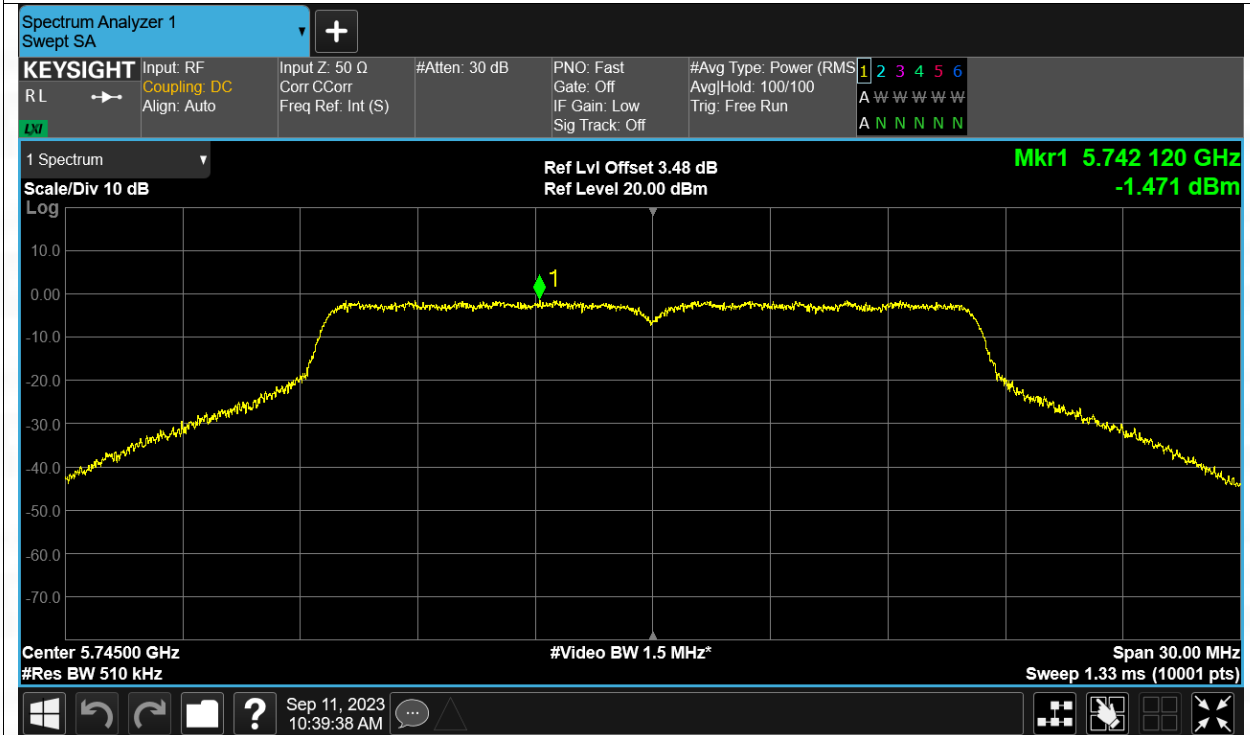 Spectrum Analyzer 1
Swept SA
KEYSIGHT
R L
LXI
Input: RF
Coupling: DC
Align: Auto
Input Z: 50 Ω
Corr CCorr
Freq Ref: Int (S)
#Atten: 30 dB
PNO: Fast
Gate: Off
IF Gain: Low
Sig Track: Off
#Avg Type: Power (RMS
Avg|Hold: 100/100
Trig: Free Run
1 2 3 4 5 6
A W W W W W
A N N N N N
1 Spectrum
Scale/Div 10 dB
Log
Ref Lvl Offset 3.48 dB
Ref Level 20.00 dBm
Mkr1 5.742 120 GHz
-1.471 dBm
10.0
0.00
-10.0
-20.0
-30.0
-40.0
-50.0
-60.0
-70.0
1
Center 5.74500 GHz
#Res BW 510 kHz
#Video BW 1.5 MHz*
Span 30.00 MHz
Sweep 1.33 ms (10001 pts)
?
Sep 11, 2023
10:39:38 AM